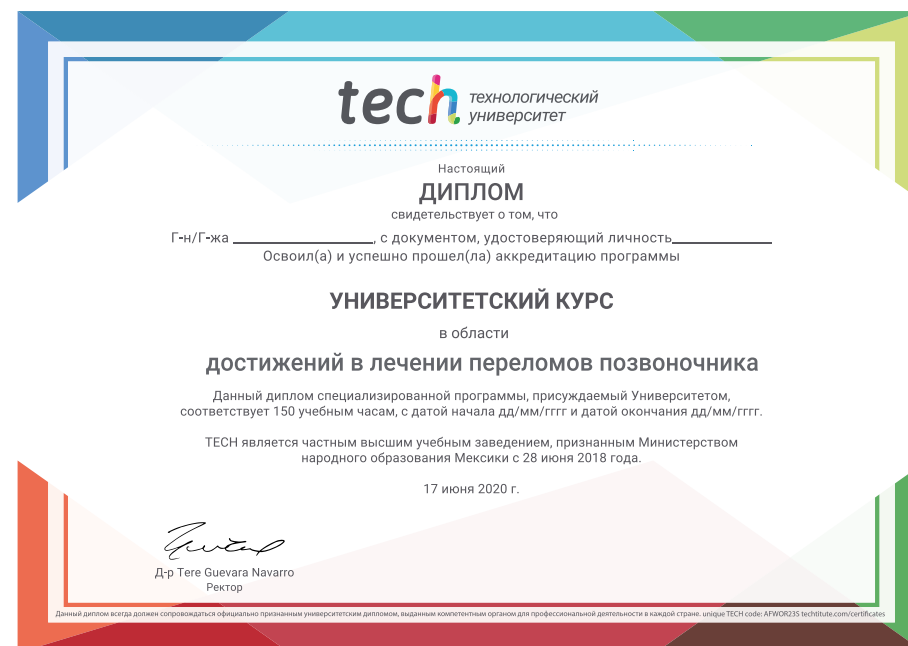 tech технологический
университет
Настоящий
ДИПЛОМ
свидетельствует о том, что
Г-н/Г-жа ____________________, с документом, удостоверяющий личность______________
Освоил(а) и успешно прошел(ла) аккредитацию программы
УНИВЕРСИТЕТСКИЙ КУРС
в области
достижений в лечении переломов позвоночника
Данный диплом специализированной программы, присуждаемый Университетом,
соответствует 150 учебным часам, с датой начала дд/мм/гггг и датой окончания дд/мм/гггг.
TECH является частным высшим учебным заведением, признанным Министерством
народного образования Мексики с 28 июня 2018 года.
17 июня 2020 г.
Д-р Tere Guevara Navarro
Ректор
Данный диплом всегда должен сопровождаться официально признанным университетским дипломом, выданным компетентным органом для профессиональной деятельности в каждой стране. unique TECH code: AFWOR23S techtitute.com/certificates